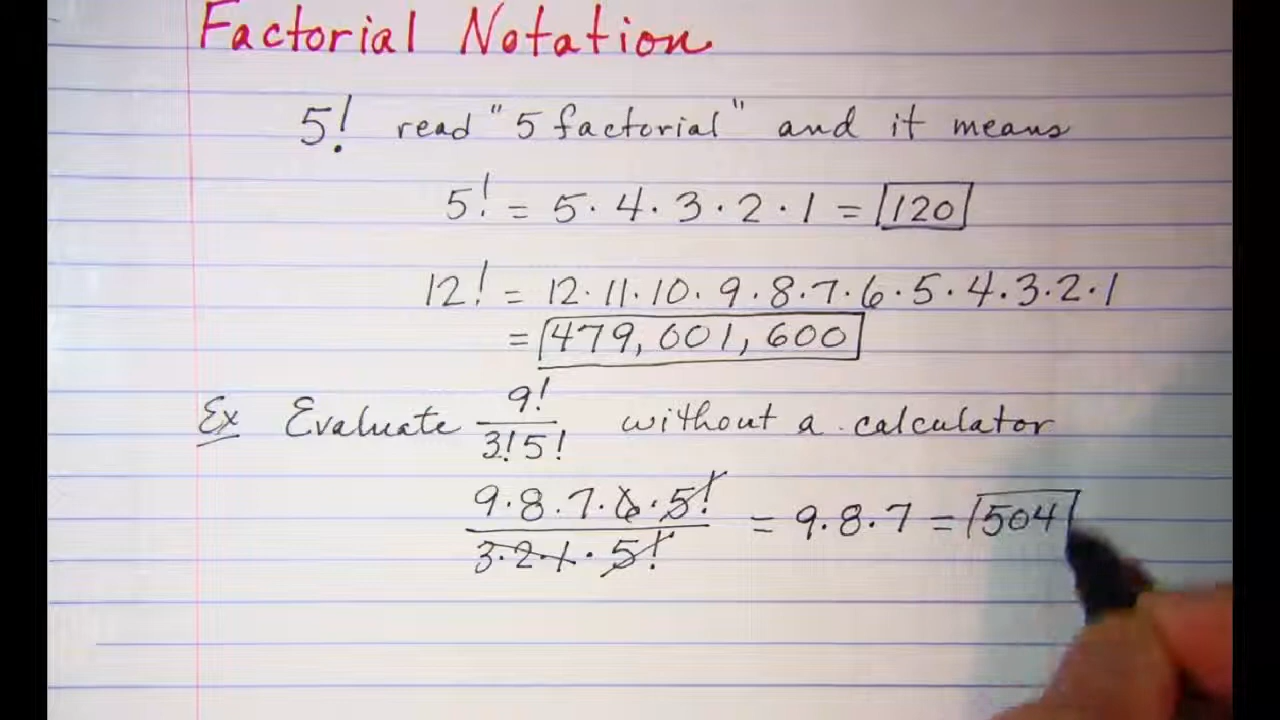 Factorial Notation
5! read "5 factorial" and it means
5! = 5·4·3·2·1 = 120
12! = 12·11·10·9·8·7·6·5·4·3·2·1
= 479,001,600
Ex Evaluate 9!/3!5! without a calculator
9·8·7·6·5!/3·2·1·5! = 9·8·7 = 504